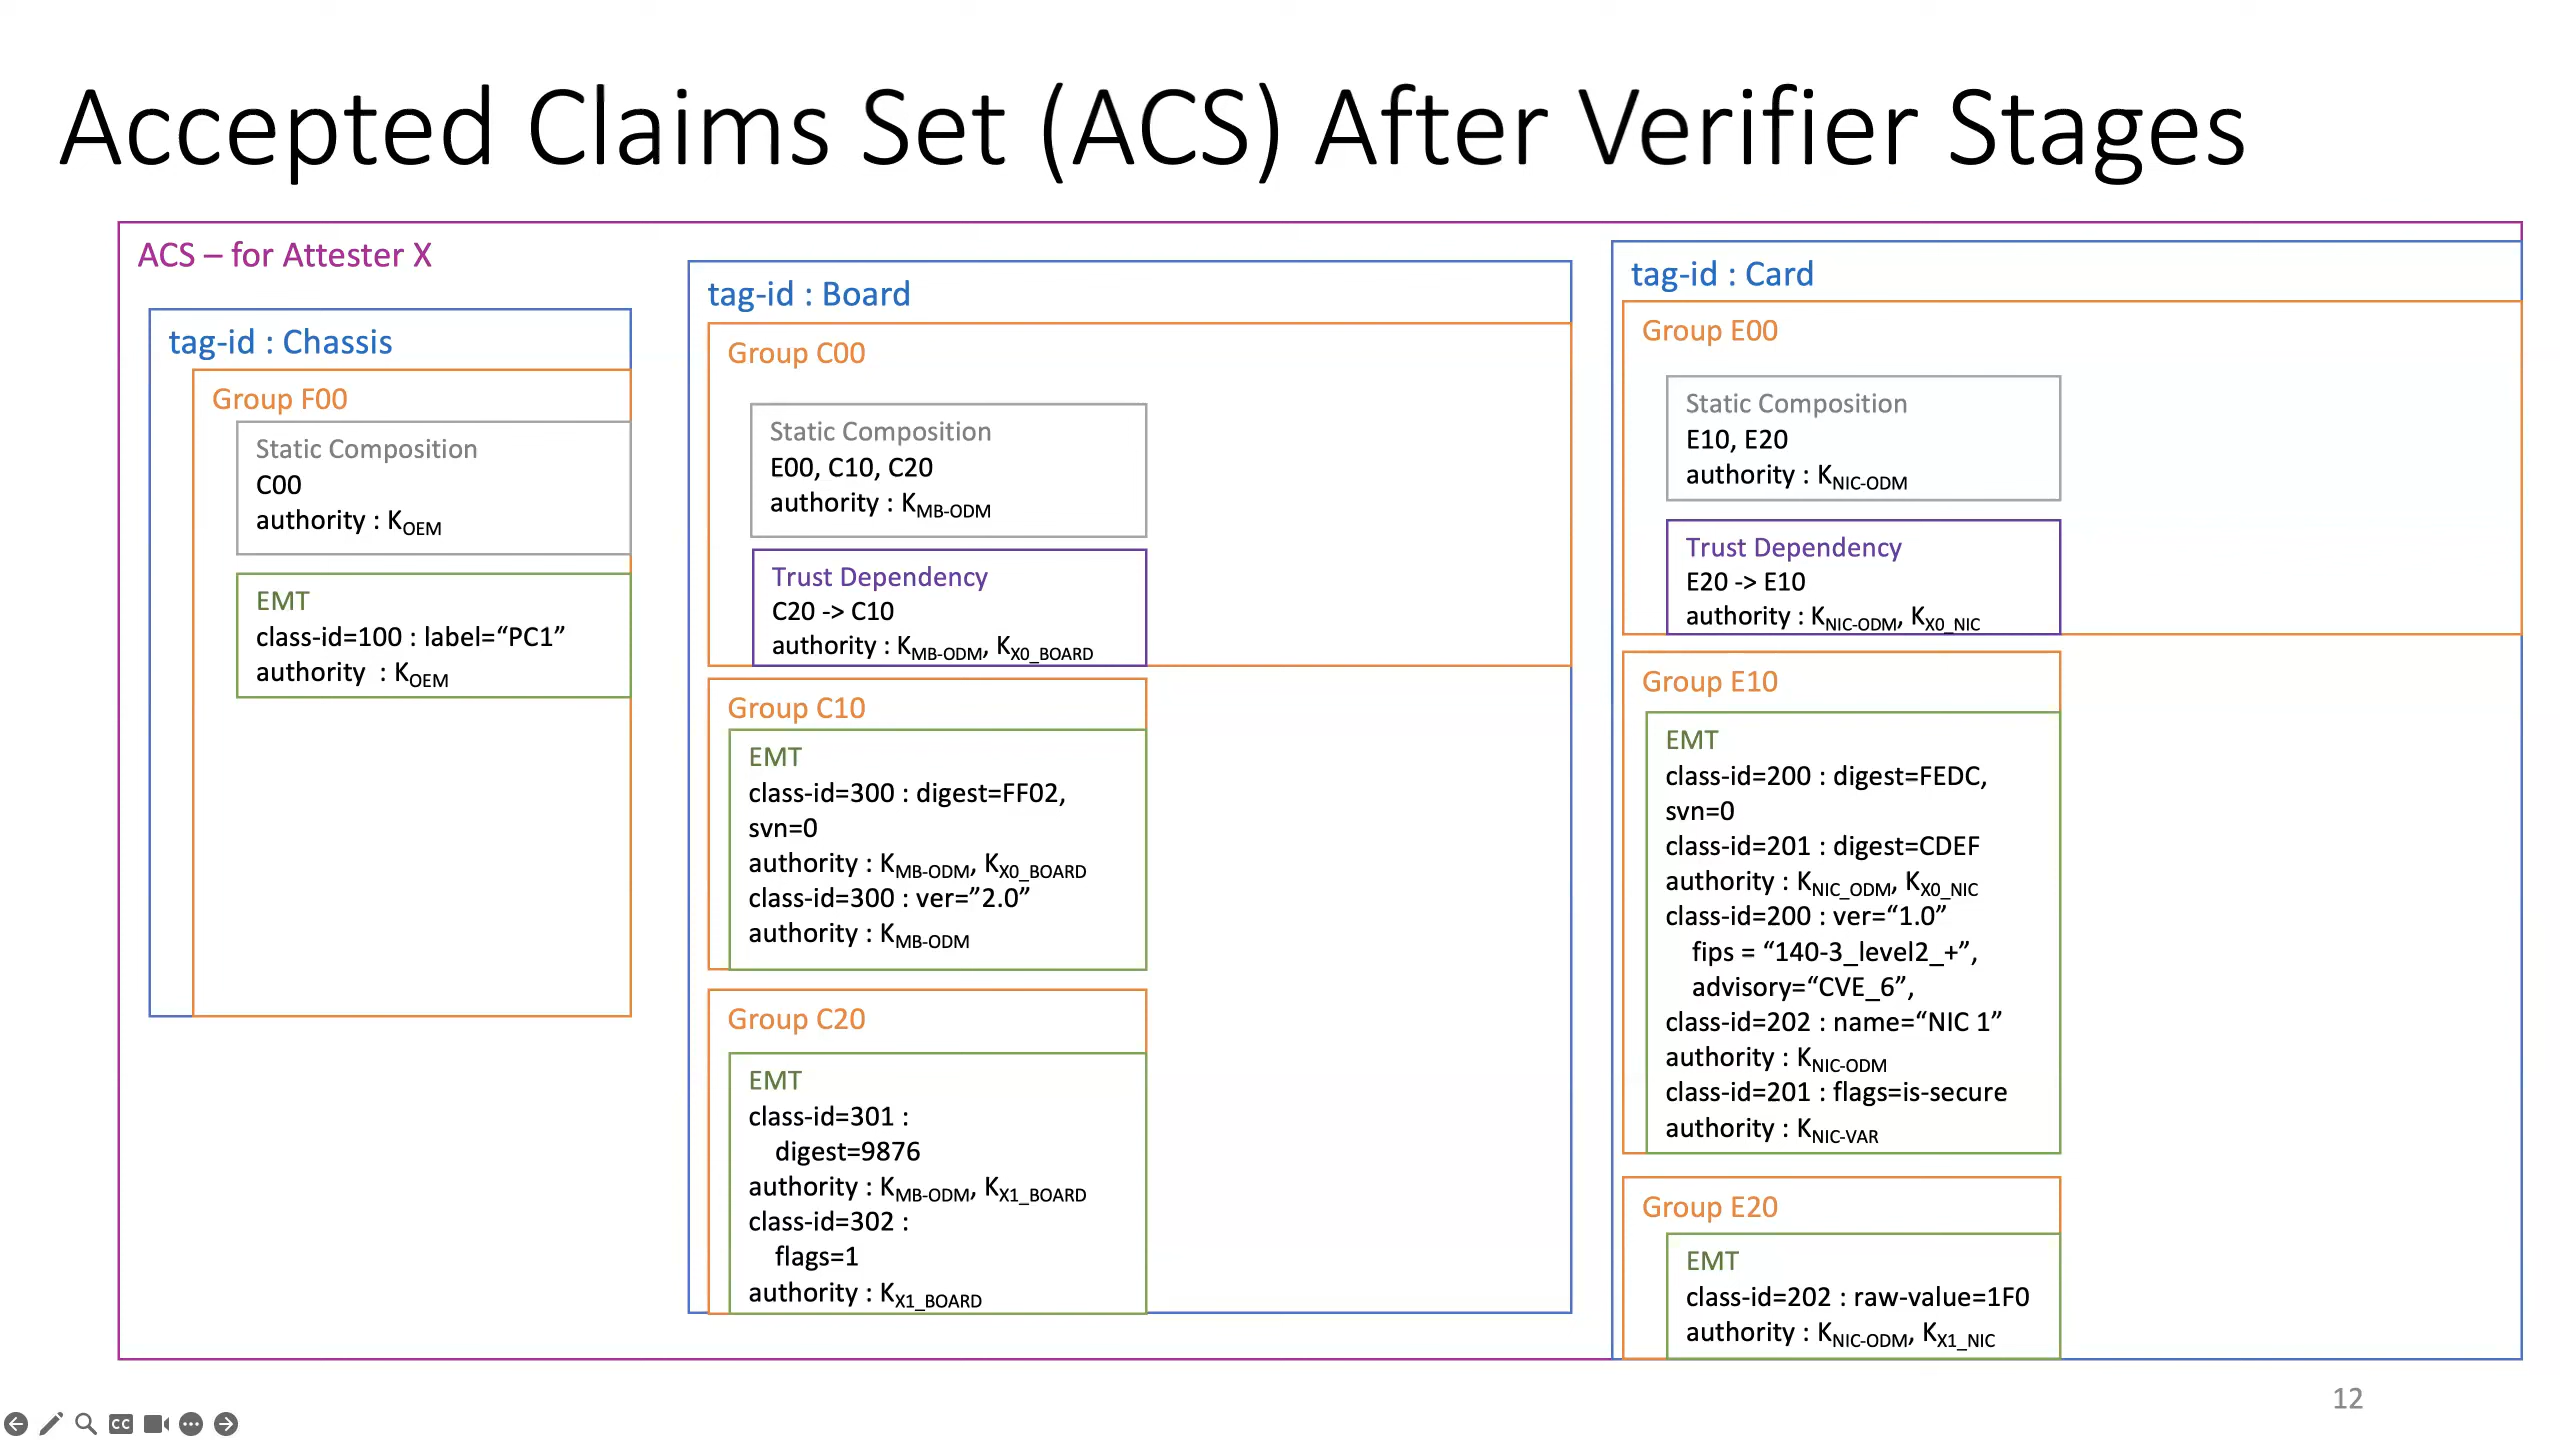 Accepted Claims Set (ACS) After Verifier Stages
ACS – for Attester X
tag-id : Chassis
Group F00
Static Composition
C00
authority : KOEM
EMT
class-id=100 : label=“PC1”
authority  : KOEM
tag-id : Board
Group C00
Static Composition
E00, C10, C20
authority : KMB-ODM
Trust Dependency
C20 -> C10
authority : KMB-ODM, KX0_BOARD
Group C10
EMT
class-id=300 : digest=FF02,
svn=0
authority : KMB-ODM, KX0_BOARD
class-id=300 : ver=”2.0”
authority : KMB-ODM
Group C20
EMT
class-id=301 :
digest=9876
authority : KMB-ODM, KX1_BOARD
class-id=302 :
flags=1
authority : KX1_BOARD
tag-id : Card
Group E00
Static Composition
E10, E20
authority : KNIC-ODM
Trust Dependency
E20 -> E10
authority : KNIC-ODM, KX0_NIC
Group E10
EMT
class-id=200 : digest=FEDC,
svn=0
class-id=201 : digest=CDEF
authority : KNIC_ODM, KX0_NIC
class-id=200 : ver=“1.0”
fips = “140-3_level2_+”,
advisory=“CVE_6”,
class-id=202 : name=“NIC 1”
authority : KNIC-ODM
class-id=201 : flags=is-secure
authority : KNIC-VAR
Group E20
EMT
class-id=202 : raw-value=1F0
authority : KNIC-ODM, KX1_NIC
12
CC